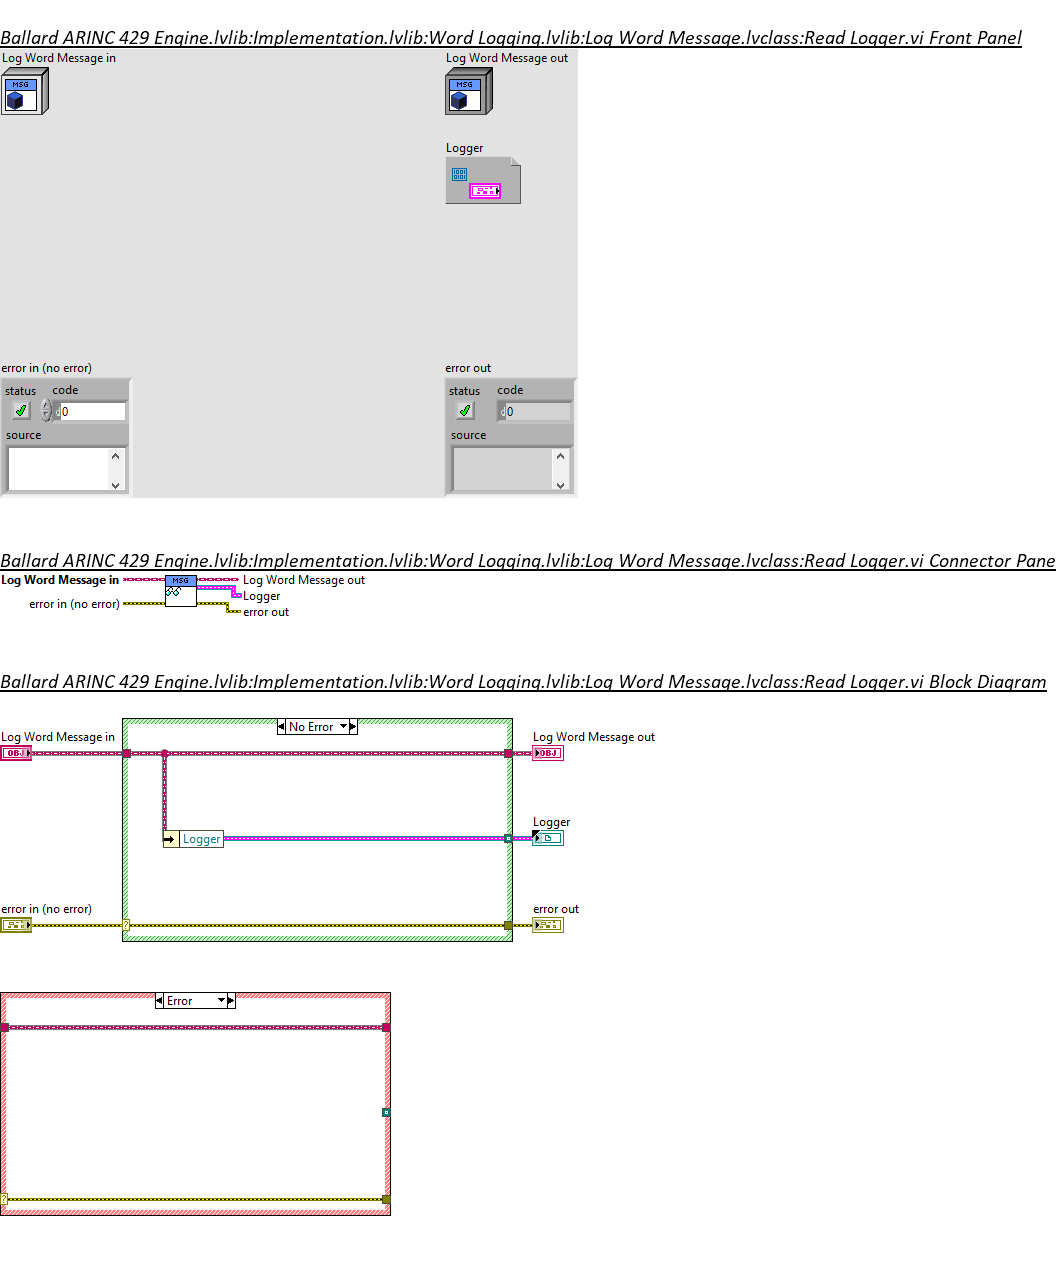 Ballard ARINC 429 Engine.lvlib:Implementation.lvlib:Word Logging.lvlib:Log Word Message.lvclass:Read Logger.vi Front Panel
Log Word Message in
Log Word Message out
MSG
MSG
Logger
error in (no error)
error out
status code
status code
d 0
d 0
source
source
Ballard ARINC 429 Engine.lvlib:Implementation.lvlib:Word Logging.lvlib:Log Word Message.lvclass:Read Logger.vi Connector Pane
Log Word Message in
MSG
Log Word Message out
Logger
error in (no error)
error out
Ballard ARINC 429 Engine.lvlib:Implementation.lvlib:Word Logging.lvlib:Log Word Message.lvclass:Read Logger.vi Block Diagram
No Error
Log Word Message in
Log Word Message out
OBJ
OBJ
Logger
Logger
error in (no error)
error out
?
Error
?